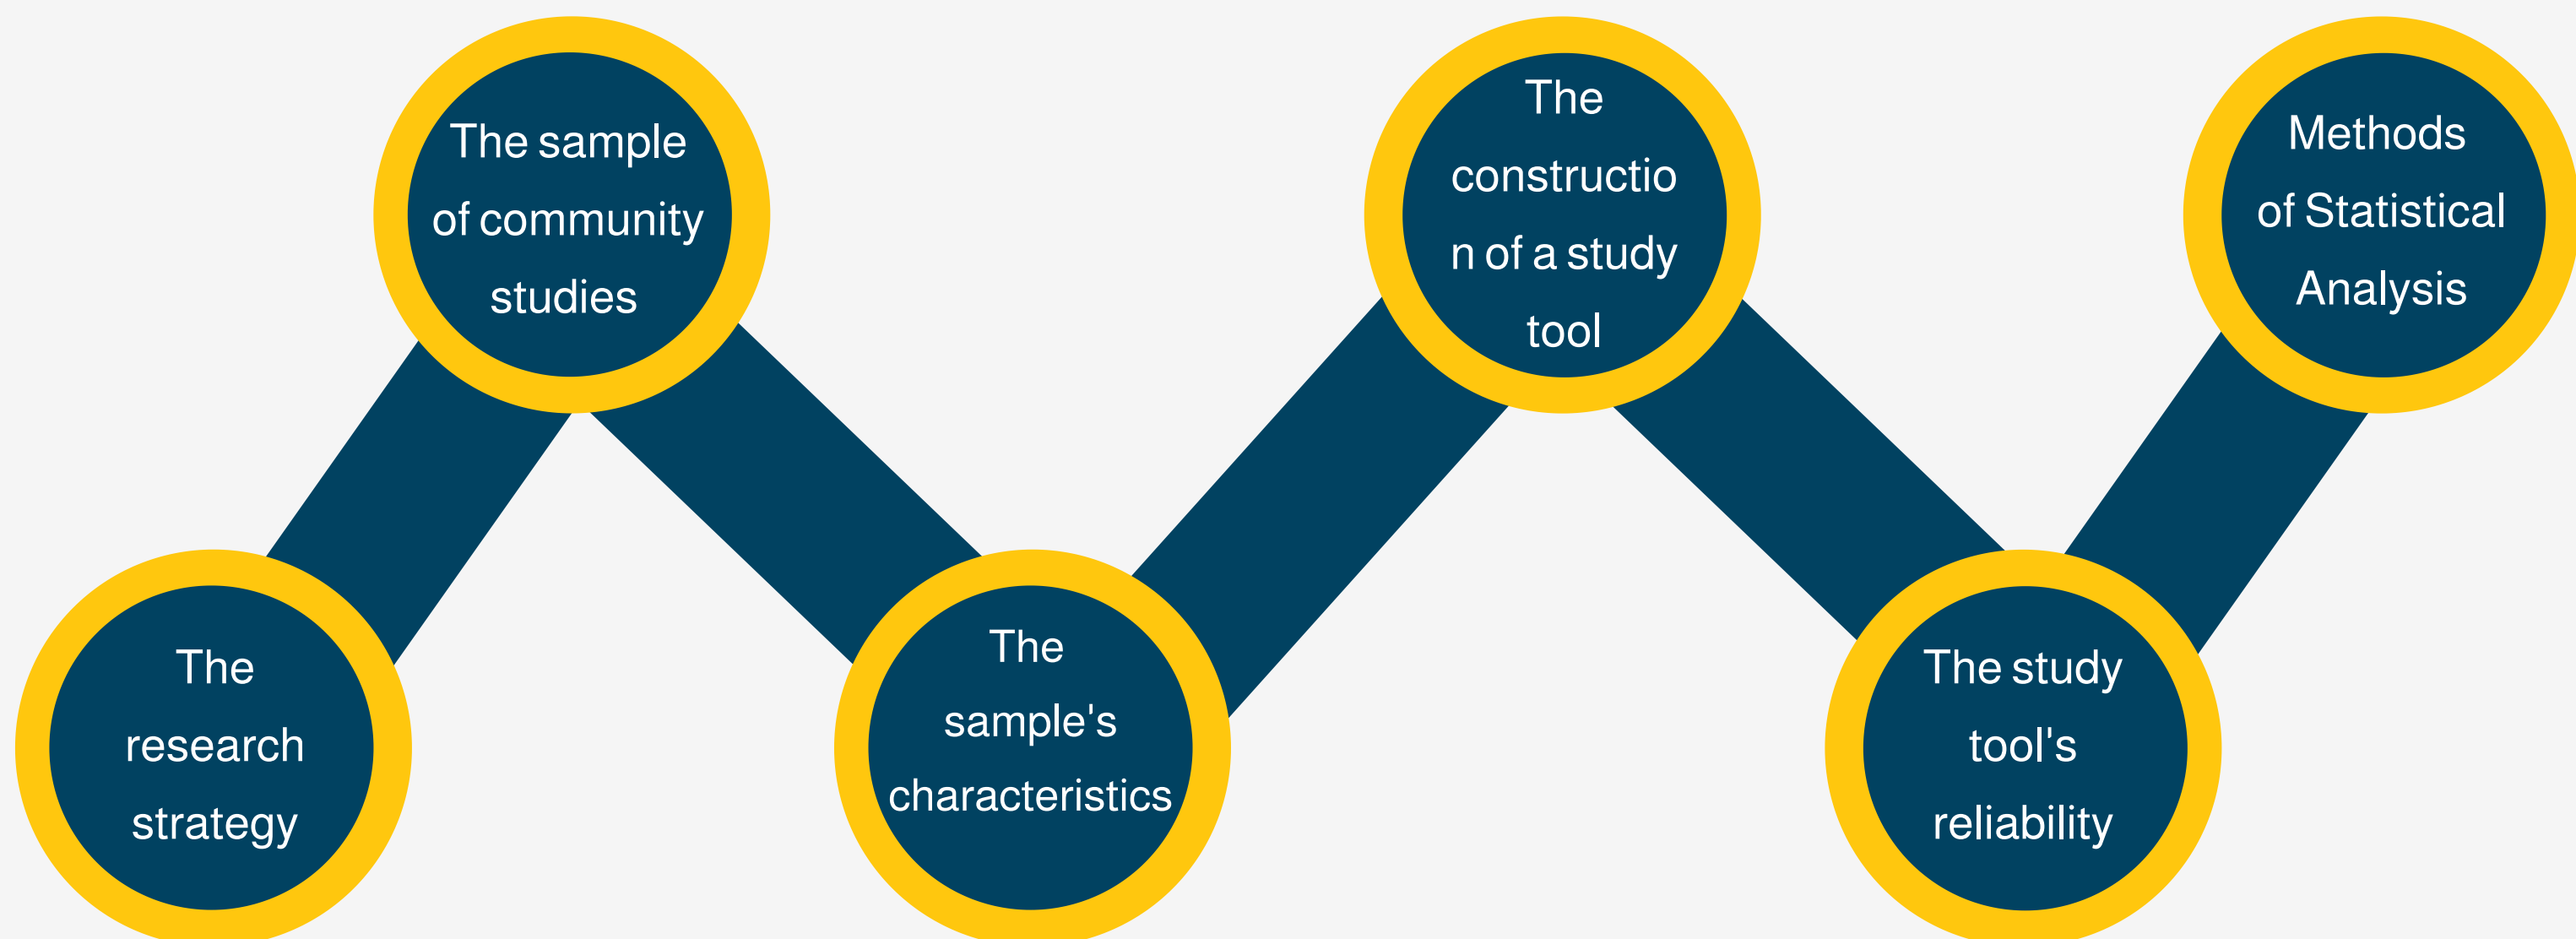 The
research
strategy
The sample
of community
studies
The
sample's
characteristics
The
constructio
n of a study
tool
The study
tool's
reliability
Methods
of Statistical
Analysis